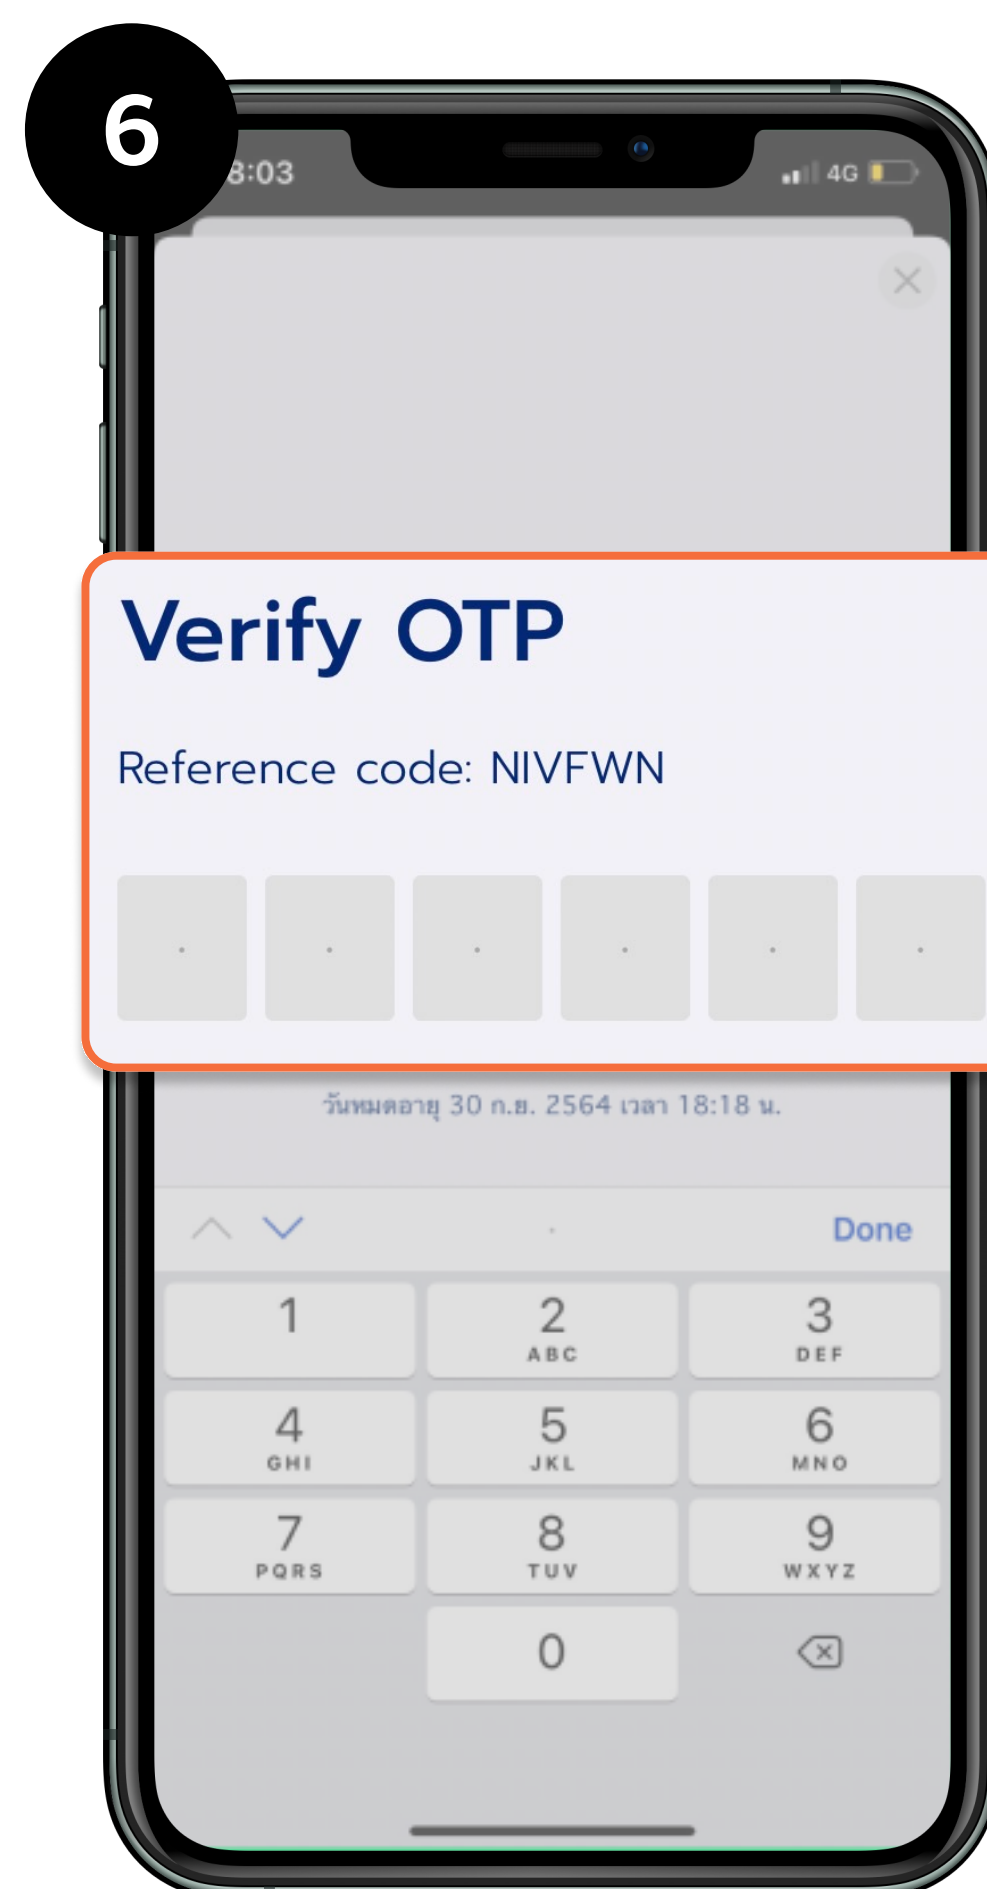 6
8:03
4G
Verify OTP
Reference code: NIVFWN
วันหมดอายุ 30 ก.ย. 2564 เวลา 18:18 น.
Done
1
2
3
ABC
DEF
4
5
6
GHI
JKL
MNO
7
8
9
PQRS
TUV
WXYZ
0